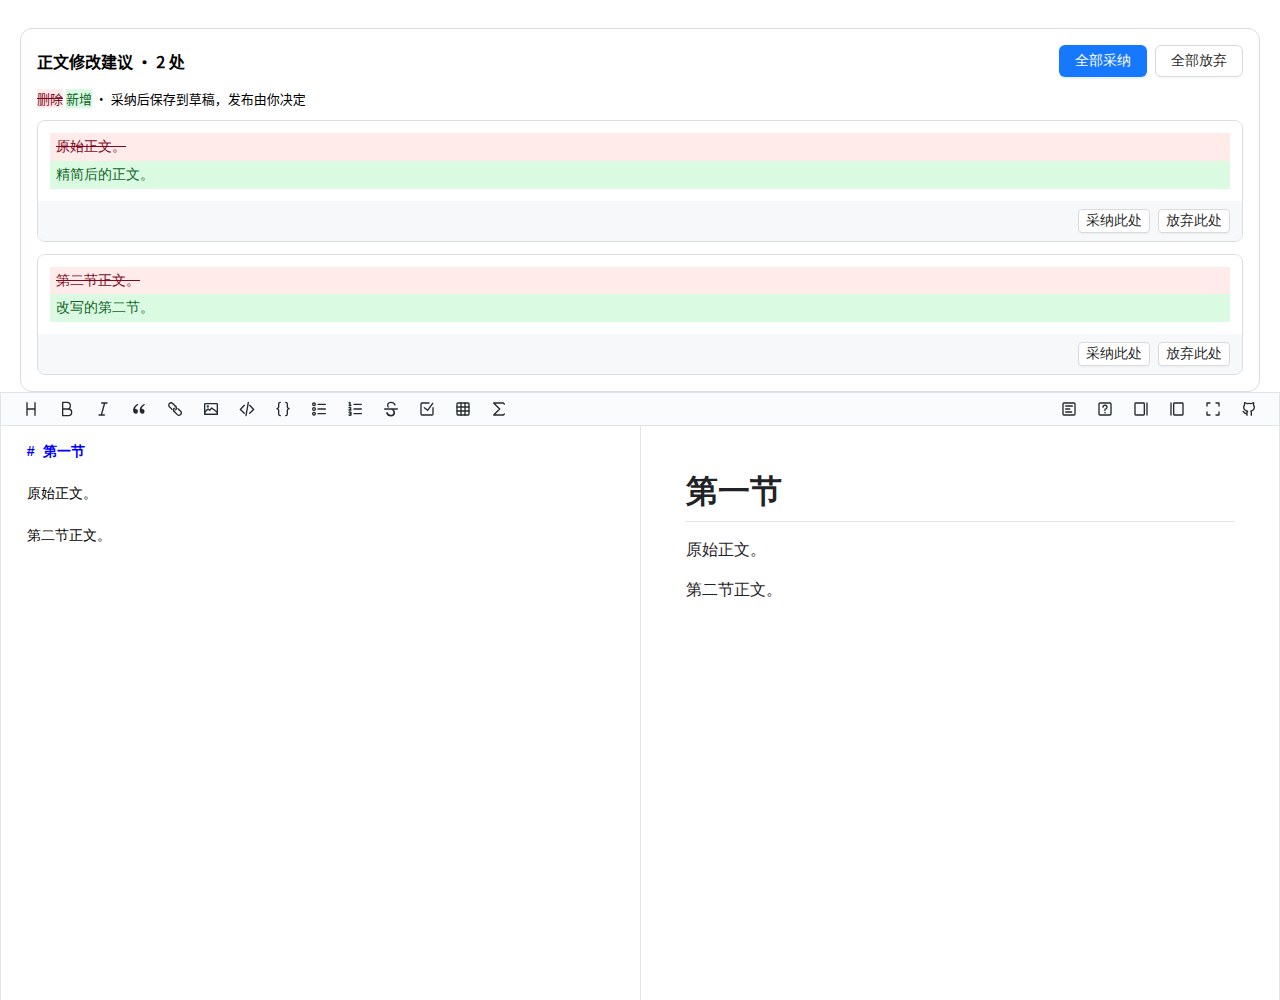 正文修改建议 · 2 处
全部采纳 全部放弃
删除 新增 · 采纳后保存到草稿，发布由你决定
原始正文。
精简后的正文。
采纳此处 放弃此处
第二节正文。
改写的第二节。
采纳此处 放弃此处
# 第一节
原始正文。
第二节正文。
第一节
原始正文。
第二节正文。